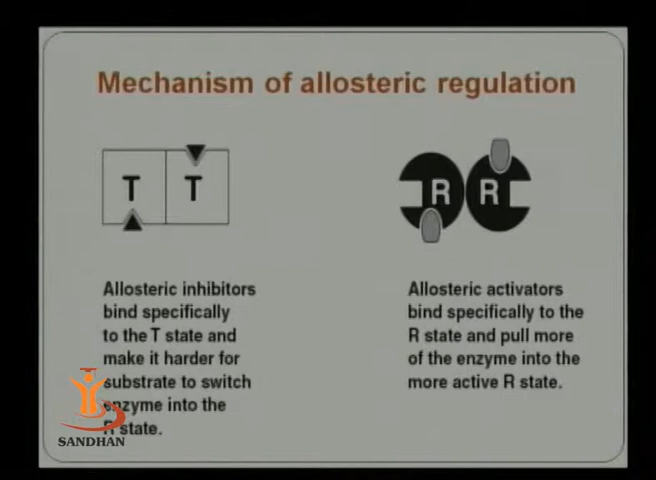 Mechanism of allosteric regulation
T T
R R
Allosteric inhibitors
bind specifically
to the T state and
make it harder for
substrate to switch
enzyme into the
R state.
Allosteric activators
bind specifically to the
R state and pull more
of the enzyme into the
more active R state.
SANDHAN